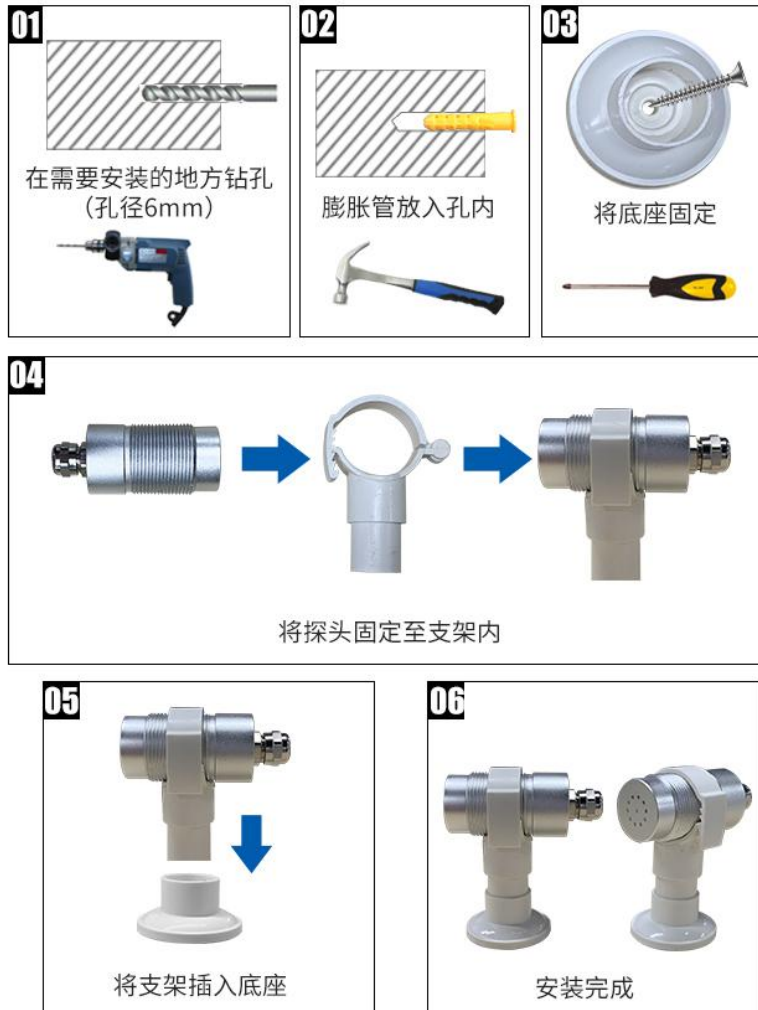 01
在需要安装的地方钻孔
（孔径6mm）
02
膨胀管放入孔内
03
将底座固定
04
将探头固定至支架内
05
将支架插入底座
06
安装完成